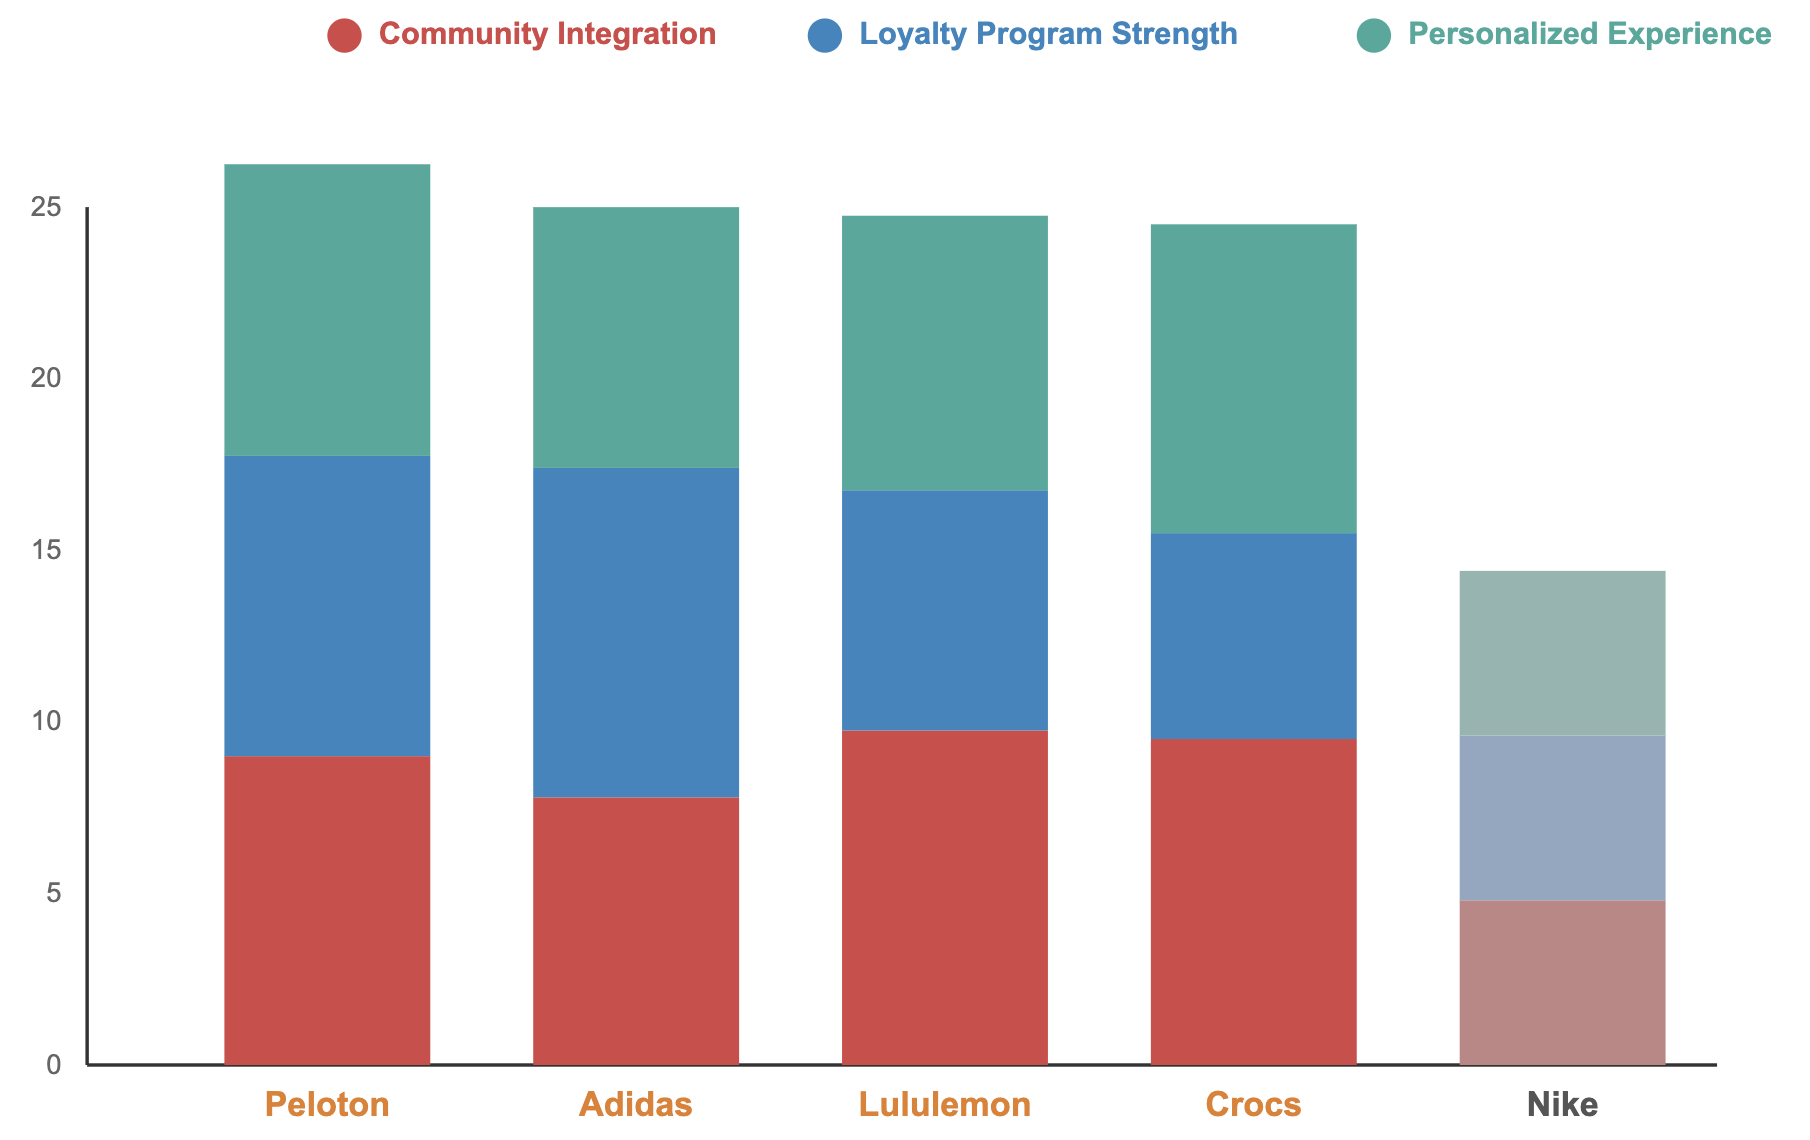 Community Integration
Loyalty Program Strength
Personalized Experience
25
20
15
10
5
0
Peloton
Adidas
Lululemon
Crocs
Nike